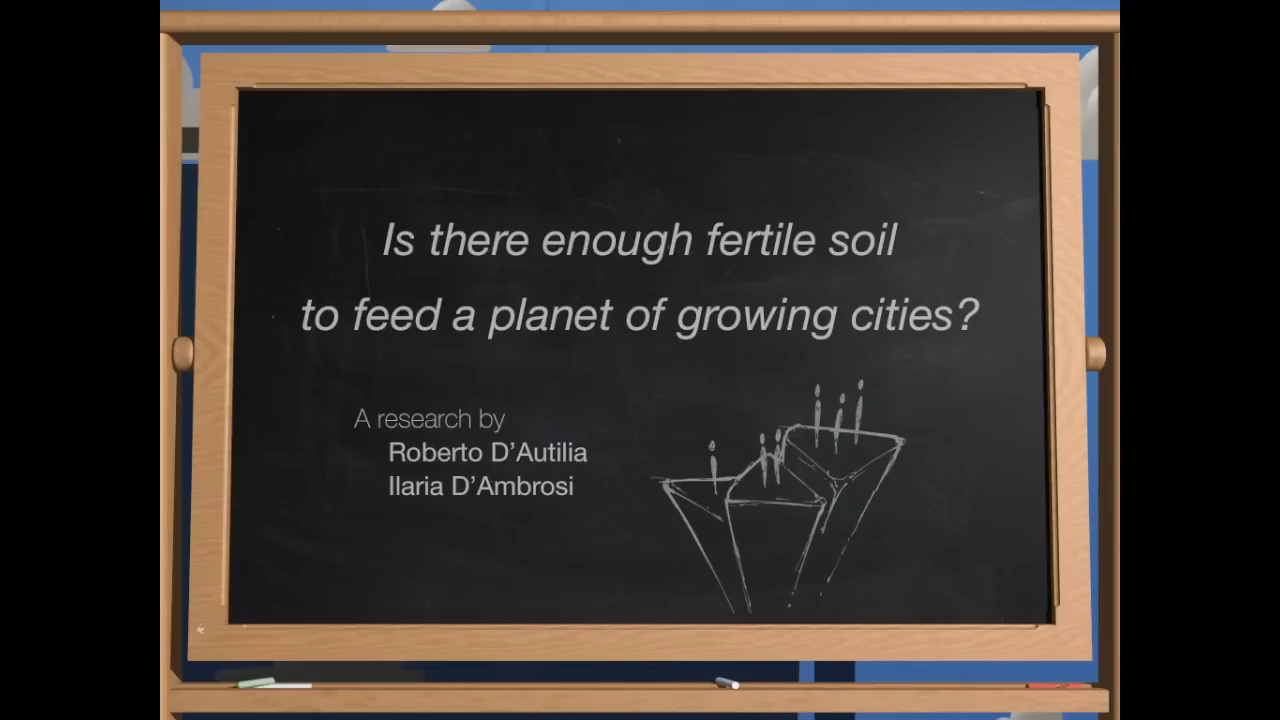 Is there enough fertile soil
to feed a planet of growing cities?
A research by
Roberto D’Autilia
Ilaria D’Ambrosi